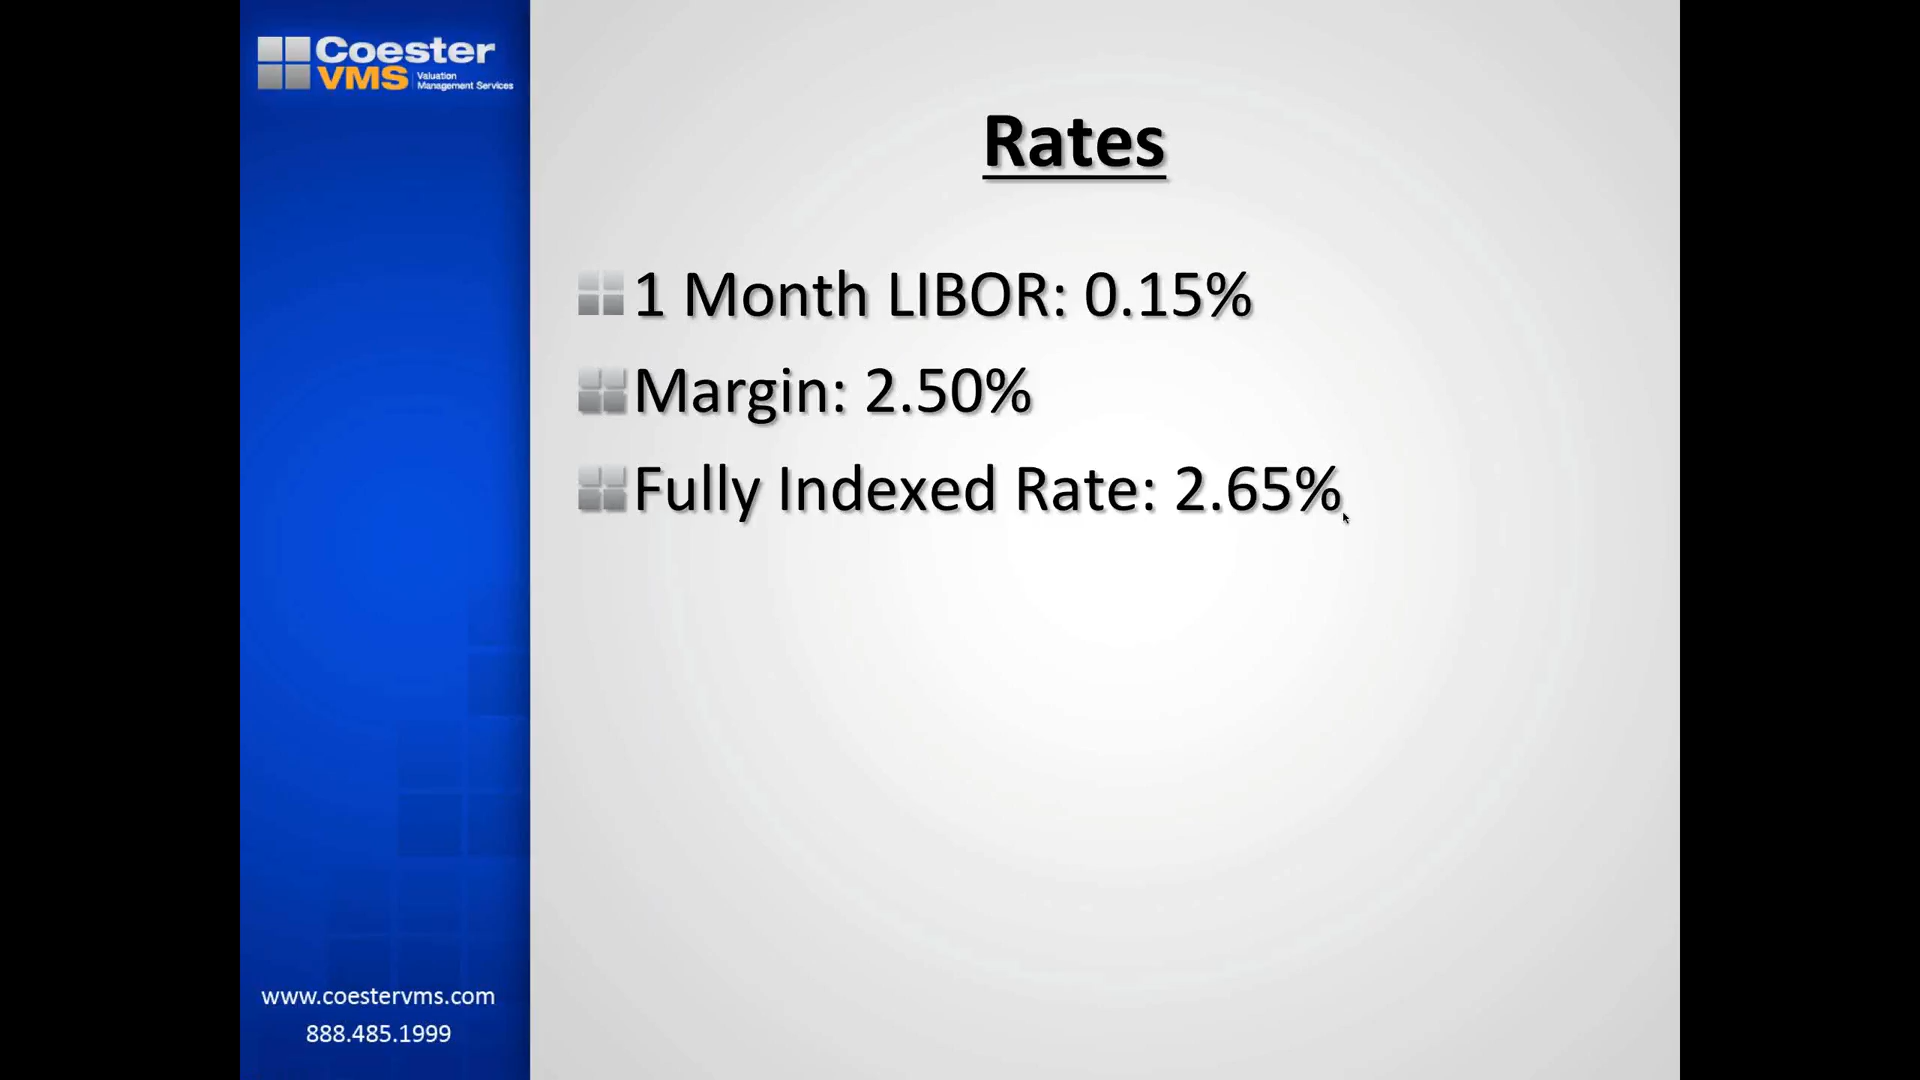 Coester
VMS Valuation
Management Services
Rates
1 Month LIBOR: 0.15%
Margin: 2.50%
Fully Indexed Rate: 2.65%
www.coestervms.com
888.485.1999